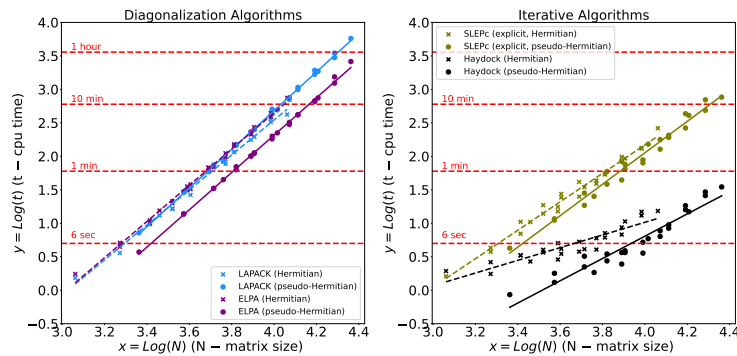 Diagonalization Algorithms
4.0
3.5
3.0
2.5
2.0
1.5
1.0
0.5
0.0
−0.5
y = Log(t) (t − cpu time)
1 hour
10 min
1 min
6 sec
LAPACK (Hermitian)
LAPACK (pseudo-Hermitian)
ELPA (Hermitian)
ELPA (pseudo-Hermitian)
3.0 3.2 3.4 3.6 3.8 4.0 4.2 4.4
x = Log(N) (N − matrix size)
Iterative Algorithms
4.0
3.5
3.0
2.5
2.0
1.5
1.0
0.5
0.0
−0.5
y = Log(t) (t − cpu time)
SLEPc (explicit, Hermitian)
SLEPc (explicit, pseudo-Hermitian)
Haydock (Hermitian)
Haydock (pseudo-Hermitian)
10 min
1 min
6 sec
3.0 3.2 3.4 3.6 3.8 4.0 4.2 4.4
x = Log(N) (N − matrix size)